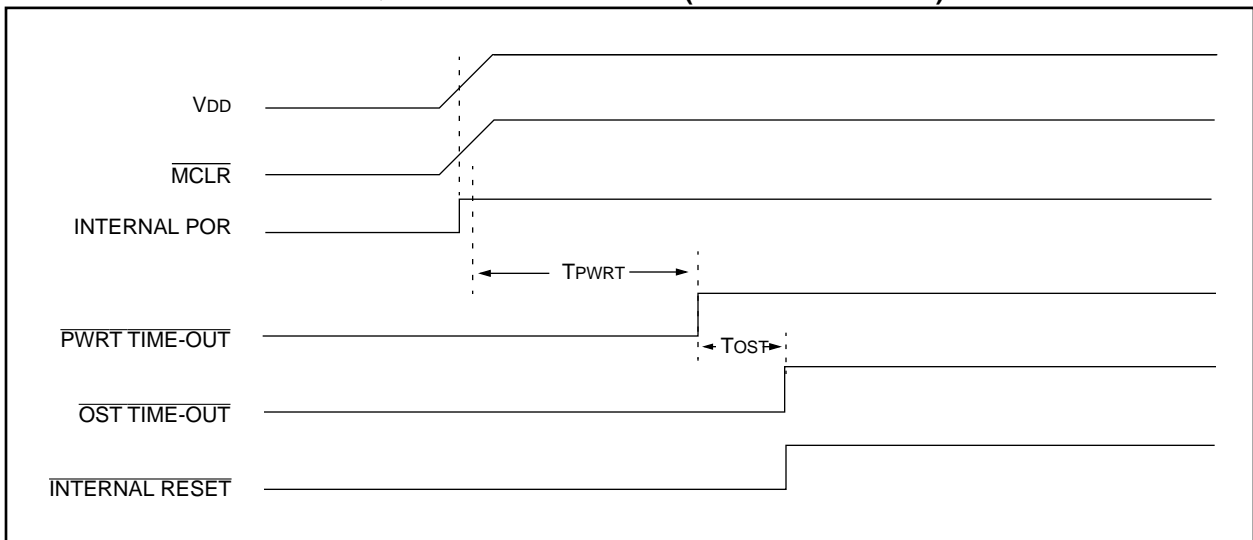 VDD
MCLR
INTERNAL POR
TPWRT
PWRT TIME-OUT
TOST
OST TIME-OUT
INTERNAL RESET